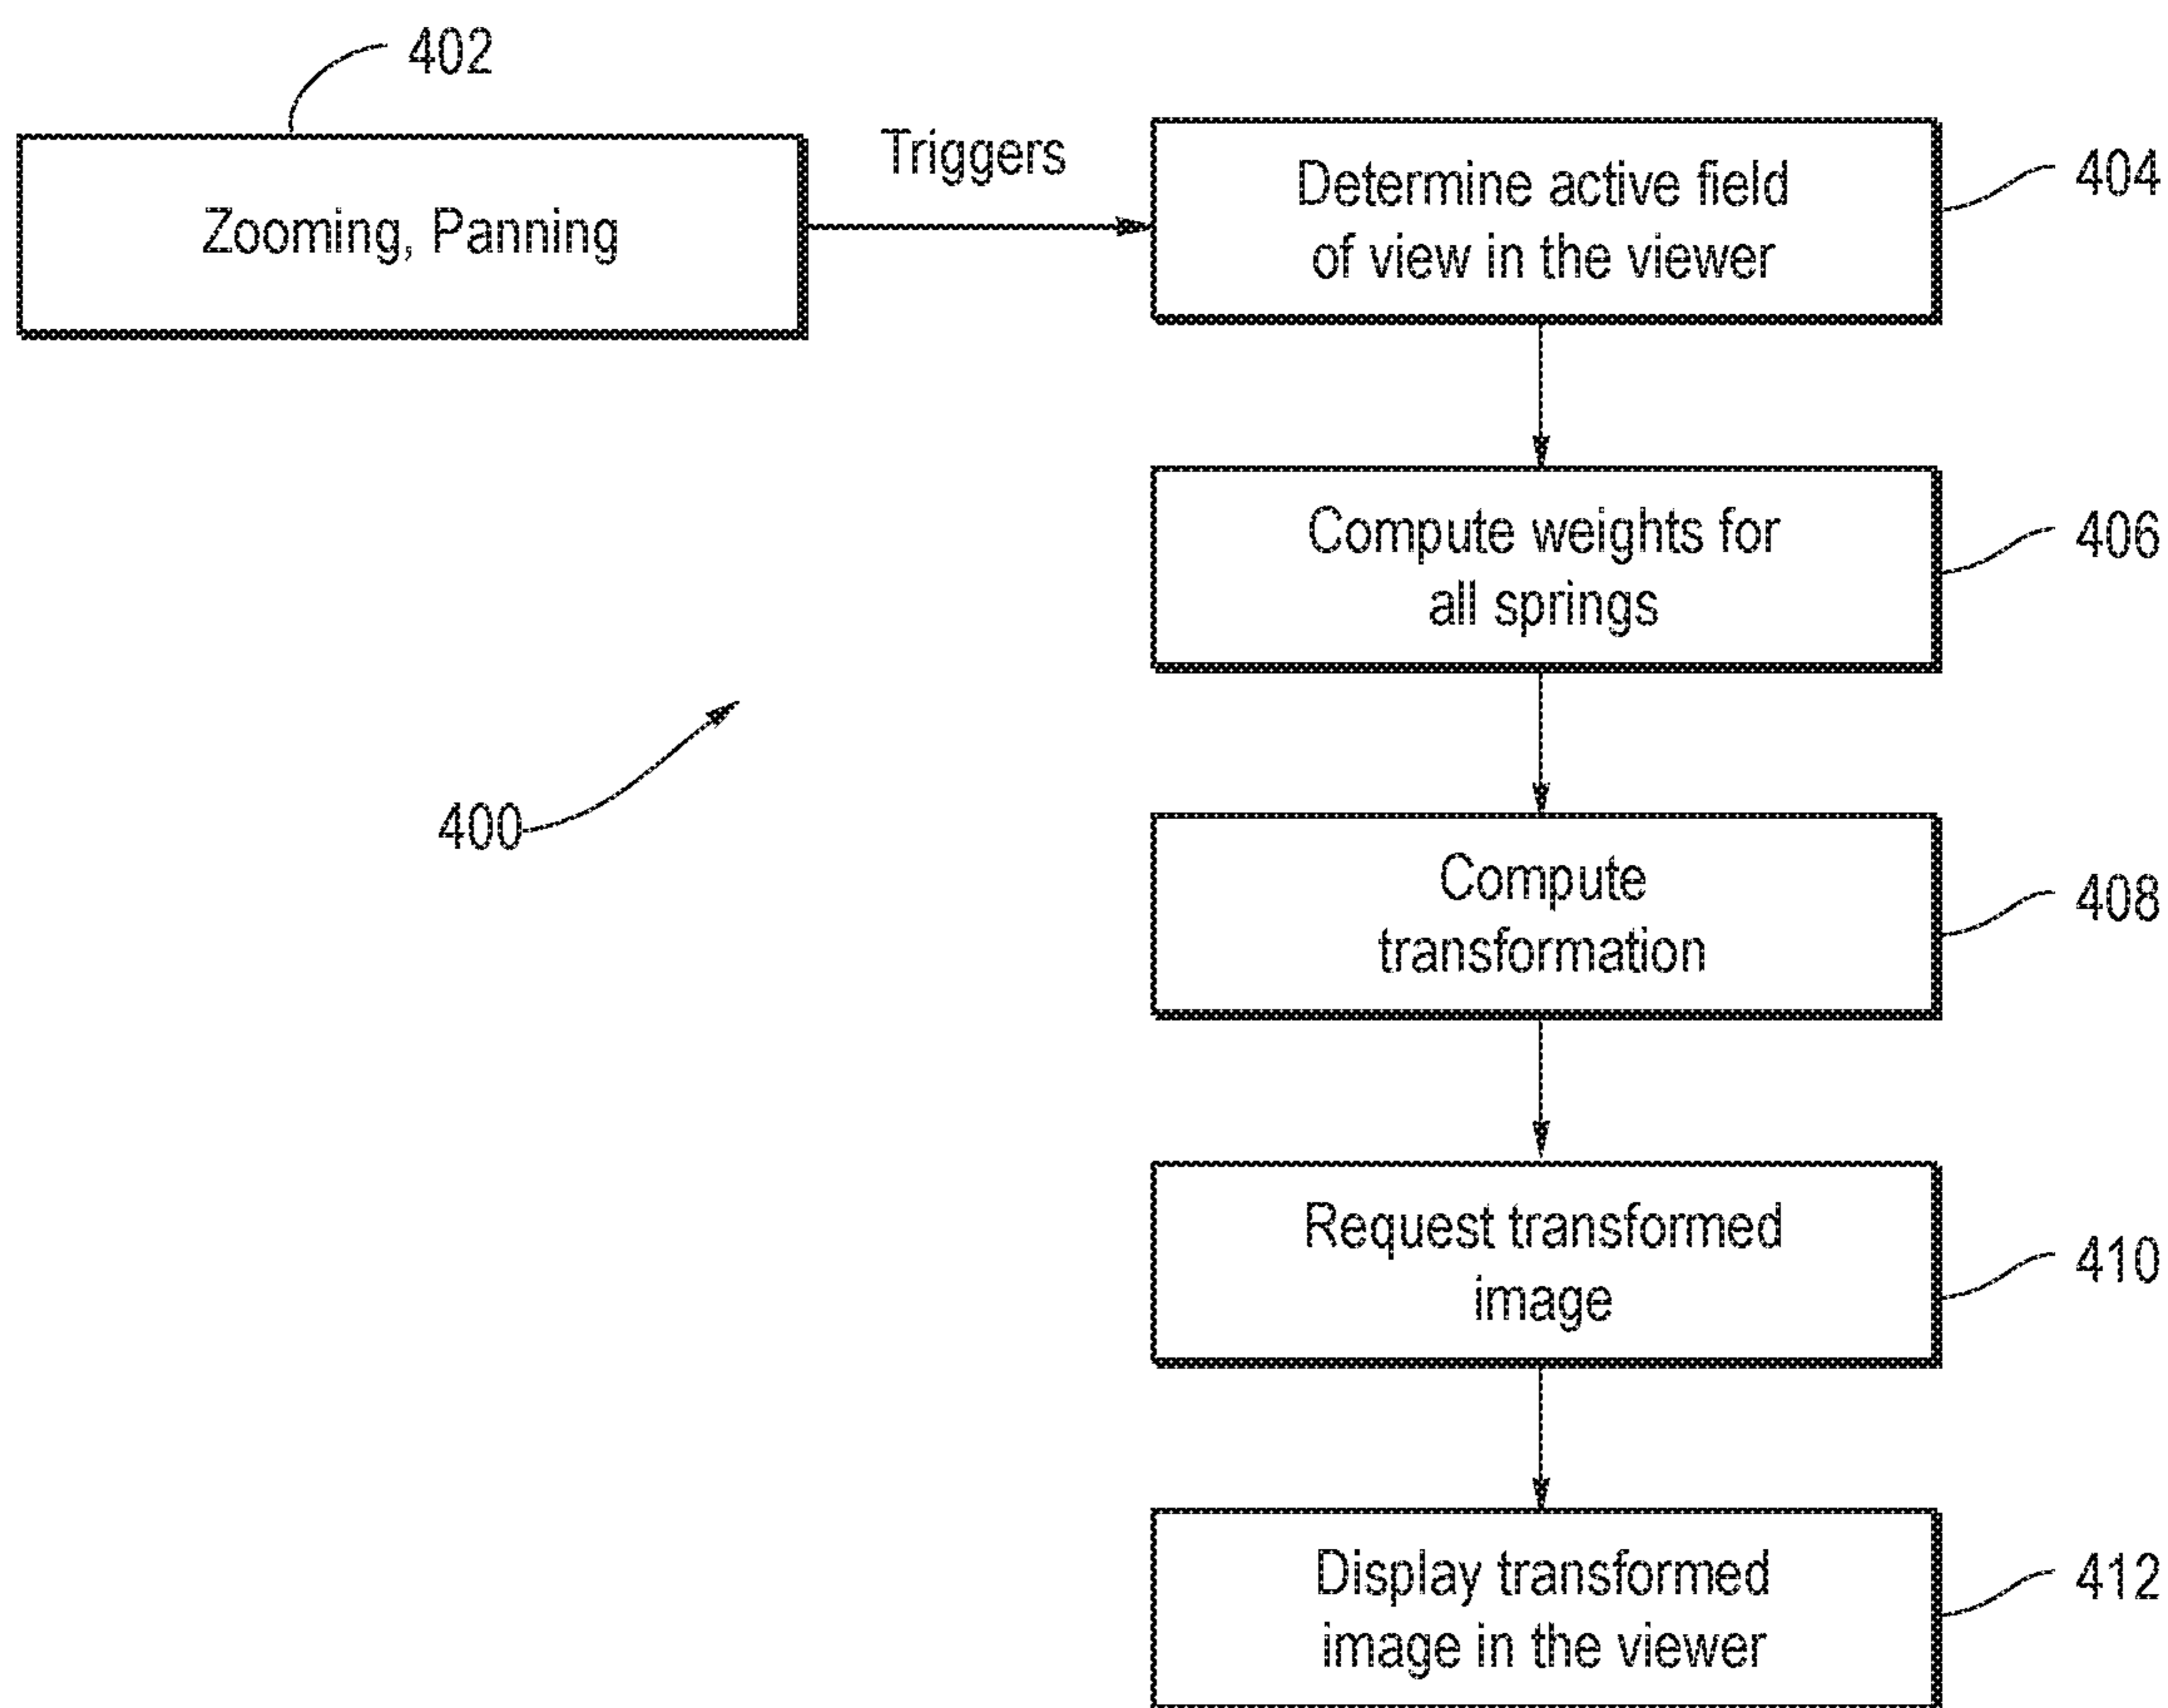 402
Zooming, Panning
Triggers
Determine active field
of view in the viewer
404
Compute weights for
all springs
406
400
Compute
transformation
408
Request transformed
image
410
Display transformed
image in the viewer
412